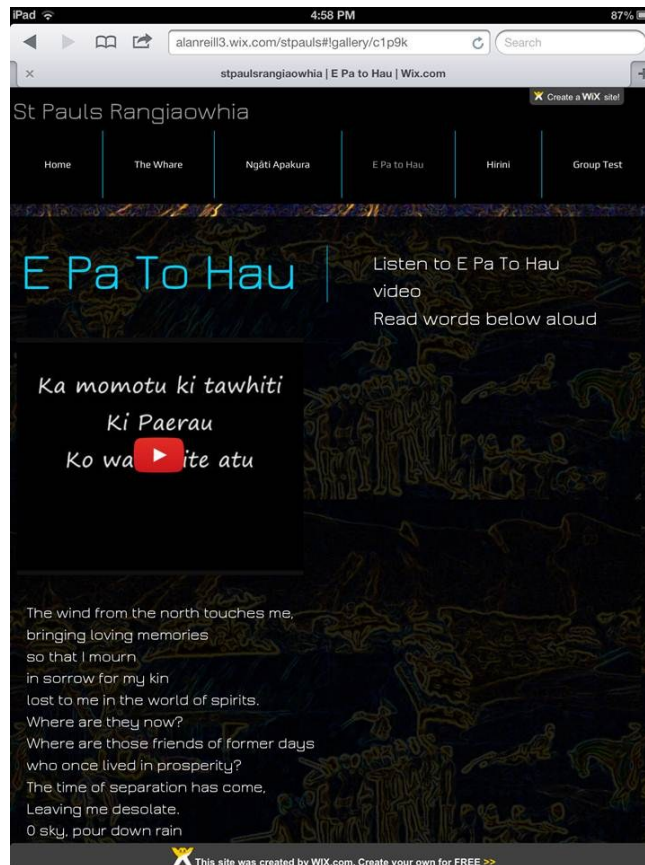 iPad 4:58 PM 87%
alanreill3.wix.com/stpauls#!gallery/c1p9k Search
stpaulsrangiaowhia | E Pa to Hau | Wix.com
Create a WiX site!
St Pauls Rangiaowhia
Home The Whare Ngāti Apakura E Pa to Hau Hirini Group Test
E Pa To Hau
Listen to E Pa To Hau
video
Read words below aloud
Ka momotu ki tawhiti
Ki Paerau
Ko atu
The wind from the north touches me,
bringing loving memories
so that I mourn
in sorrow for my kin
lost to me in the world of spirits.
Where are they now?
Where are those friends of former days
who once lived in prosperity?
The time of separation has come,
Leaving me desolate.
O sky, pour down rain
This site was created by WIX.com. Create your own for FREE >>